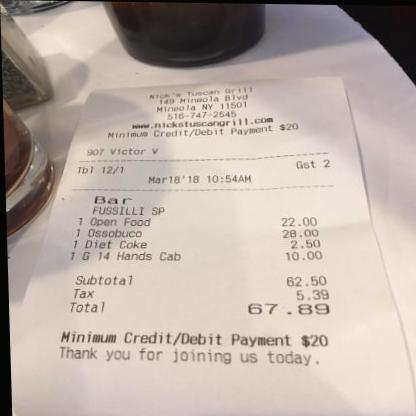 Nick's Tuscan Grill
149 Mineola Blvd
Mineola NY 11501
516-747-2545
www.nickstuscangrill.com
Minimum Credit/Debit Payment $20
907 Victor V
Tbl 12/1 Gst 2
Mar18'18 10:54AM
Bar
FUSSILLI SP
1 Open Food 22.00
1 Ossobuco 28.00
1 Diet Coke 2.50
1 G 14 Hands Cab 10.00
Subtotal 62.50
Tax 5.39
Total 67.89
Minimum Credit/Debit Payment $20
Thank you for joining us today.